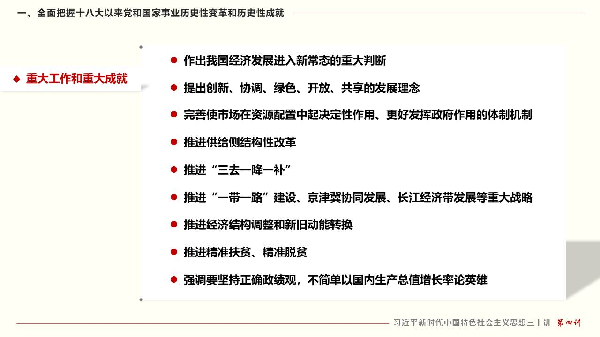 一、全面把握十八大以来党和国家事业历史性变革和历史性成就
◆ 重大工作和重大成就
● 作出我国经济发展进入新常态的重大判断
● 提出创新、协调、绿色、开放、共享的发展理念
● 完善使市场在资源配置中起决定性作用、更好发挥政府作用的体制机制
● 推进供给侧结构性改革
● 推进“三去一降一补”
● 推进“一带一路”建设、京津冀协同发展、长江经济带发展等重大战略
● 推进经济结构调整和新旧动能转换
● 推进精准扶贫、精准脱贫
● 强调要坚持正确政绩观，不简单以国内生产总值增长率论英雄
习近平新时代中国特色社会主义思想三十讲 第四讲